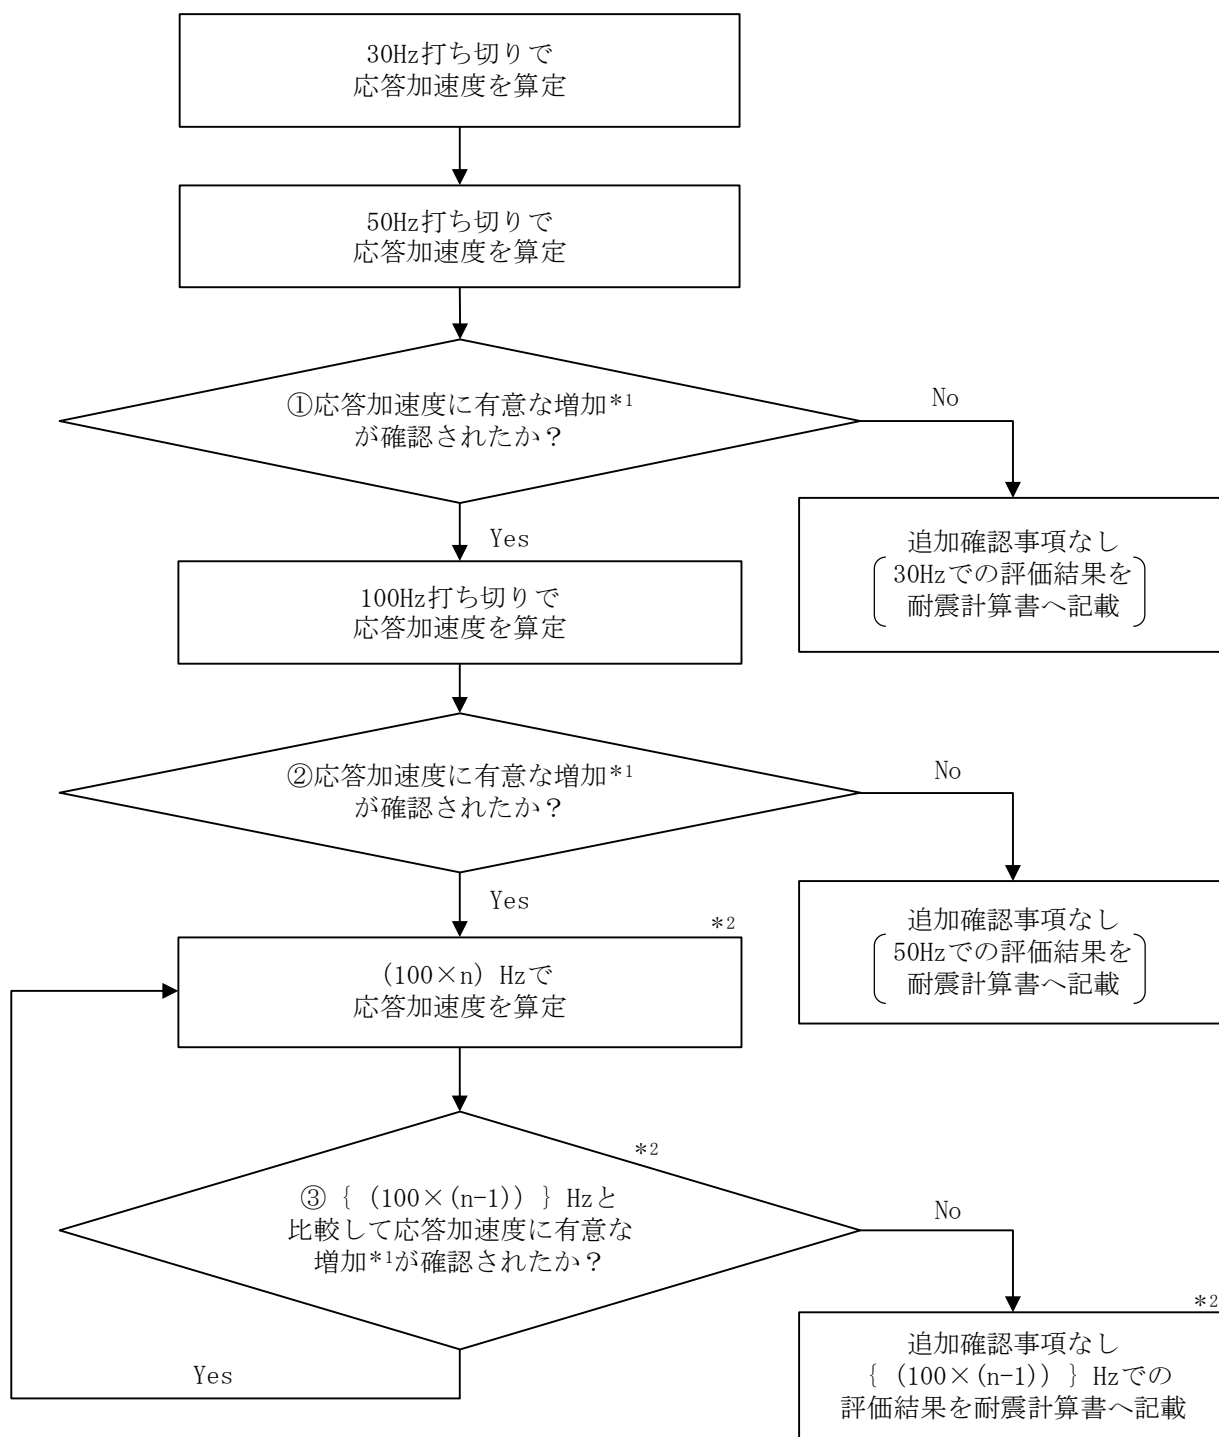 30Hz打ち切りで
応答加速度を算定
50Hz打ち切りで
応答加速度を算定
①応答加速度に有意な増加*1
が確認されたか？
No
Yes
追加確認事項なし
30Hzでの評価結果を
耐震計算書へ記載
100Hz打ち切りで
応答加速度を算定
②応答加速度に有意な増加*1
が確認されたか？
No
Yes
追加確認事項なし
50Hzでの評価結果を
耐震計算書へ記載
*2
(100×n) Hzで
応答加速度を算定
*2
③ { (100×(n-1)) } Hzと
比較して応答加速度に有意な
増加*1が確認されたか？
No
Yes
*2
追加確認事項なし
{ (100×(n-1)) } Hzでの
評価結果を耐震計算書へ記載